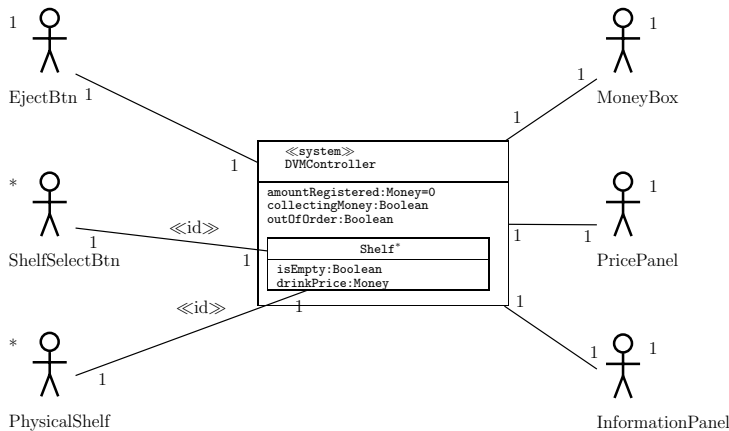 1
EjectBtn
1
1
*
ShelfSelectBtn
1
≪id≫
1
*
PhysicalShelf
1
≪id≫
1
≪system≫
DVMController
amountRegistered:Money=0
collectingMoney:Boolean
outOfOrder:Boolean
Shelf*
isEmpty:Boolean
drinkPrice:Money
1
MoneyBox
1
1
1
PricePanel
1
1
1
InformationPanel
1
1